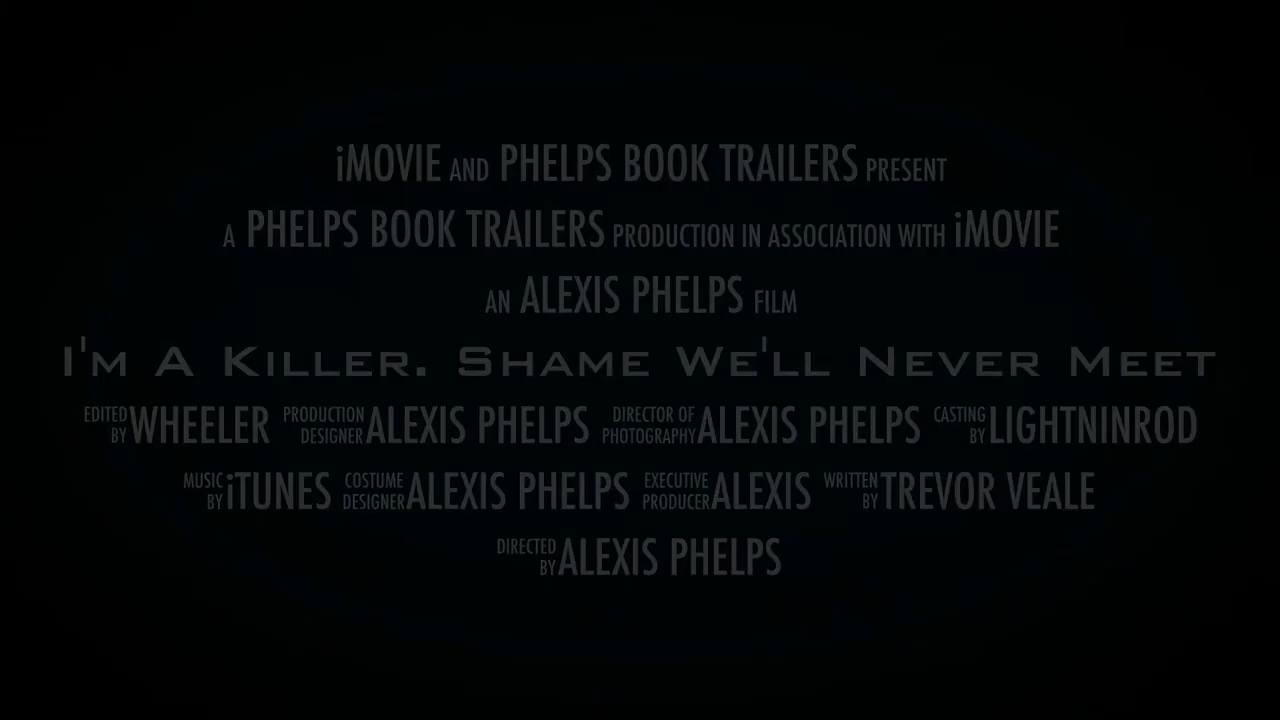 iMOVIE AND PHELPS BOOK TRAILERS PRESENT
A PHELPS BOOK TRAILERS PRODUCTION IN ASSOCIATION WITH iMOVIE
AN ALEXIS PHELPS FILM
I'M A KILLER. SHAME WE'LL NEVER MEET
EDITED BY WHEELER PRODUCTION DESIGNER ALEXIS PHELPS DIRECTOR OF PHOTOGRAPHY ALEXIS PHELPS CASTING BY LIGHTNINROD
MUSIC BY iTUNES COSTUME DESIGNER ALEXIS PHELPS EXECUTIVE PRODUCER ALEXIS WRITTEN BY TREVOR VEALE
DIRECTED BY ALEXIS PHELPS